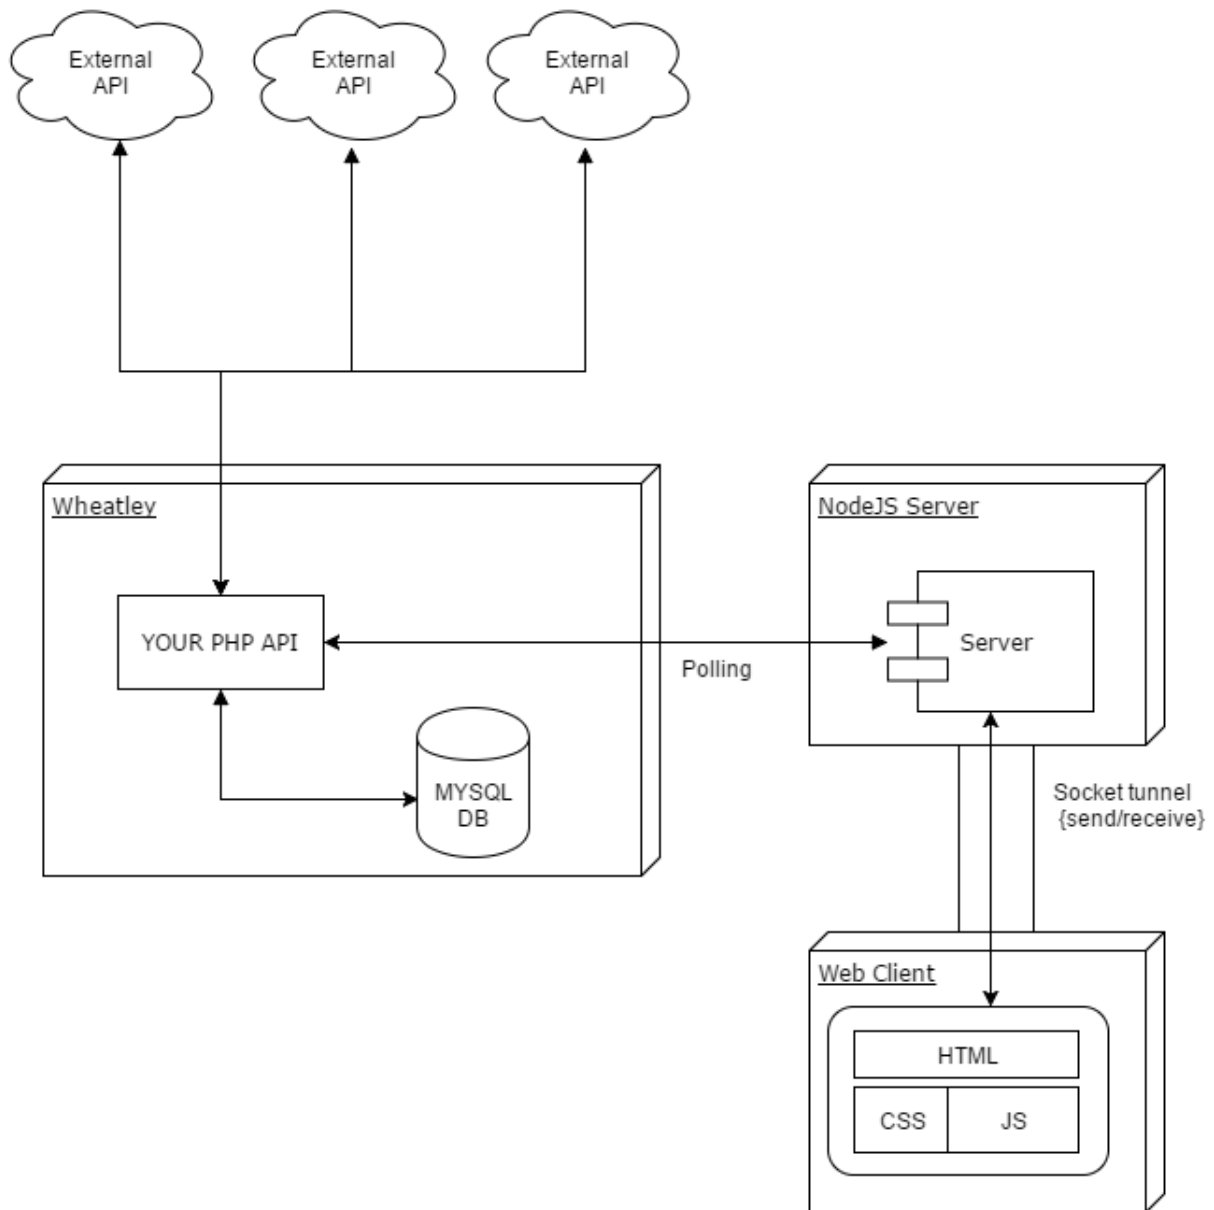 External
API
External
API
External
API
Wheatley
NodeJS Server
YOUR PHP API
Server
Polling
MYSQL
DB
Socket tunnel
{send/receive}
Web Client
HTML
CSS
JS